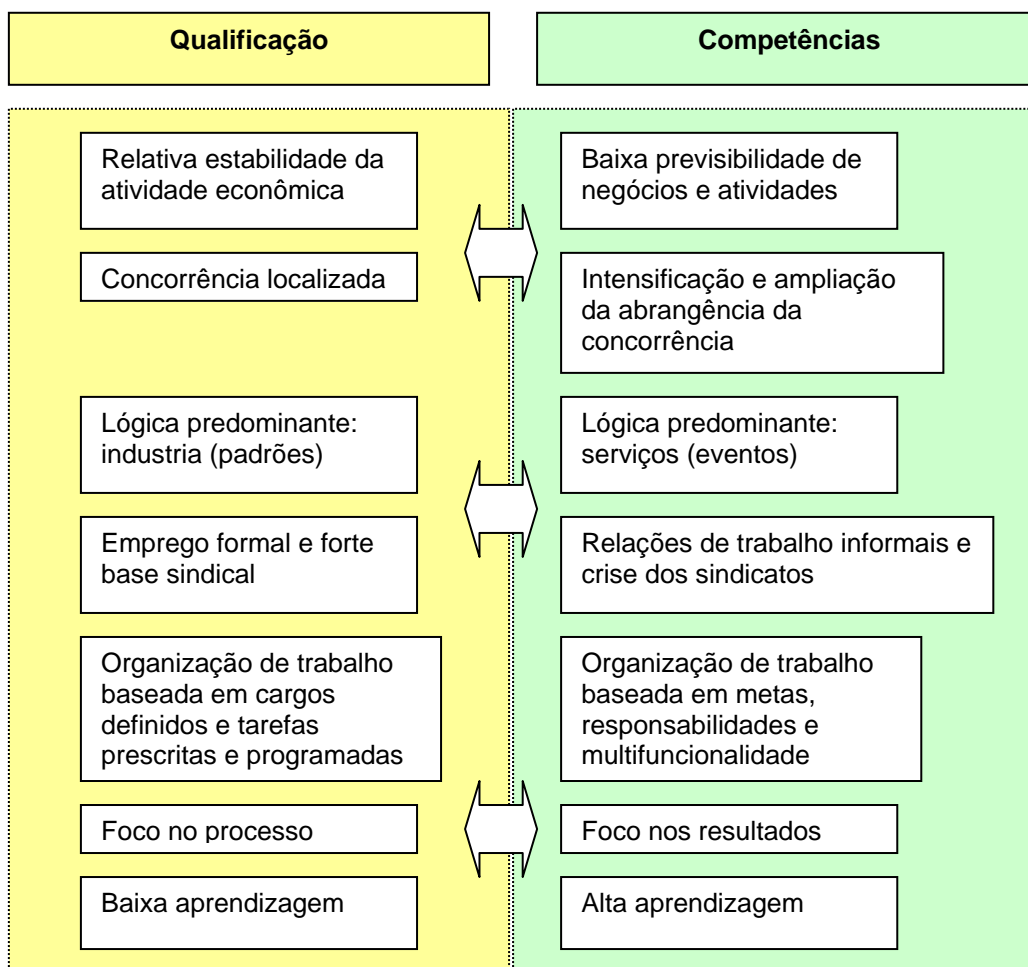 Qualificação
Competências
Relativa estabilidade da
atividade econômica
Baixa previsibilidade de
negócios e atividades
Concorrência localizada
Intensificação e ampliação
da abrangência da
concorrência
Lógica predominante:
industria (padrões)
Lógica predominante:
serviços (eventos)
Emprego formal e forte
base sindical
Relações de trabalho informais e
crise dos sindicatos
Organização de trabalho
baseada em cargos
definidos e tarefas
prescritas e programadas
Organização de trabalho
baseada em metas,
responsabilidades e
multifuncionalidade
Foco no processo
Foco nos resultados
Baixa aprendizagem
Alta aprendizagem